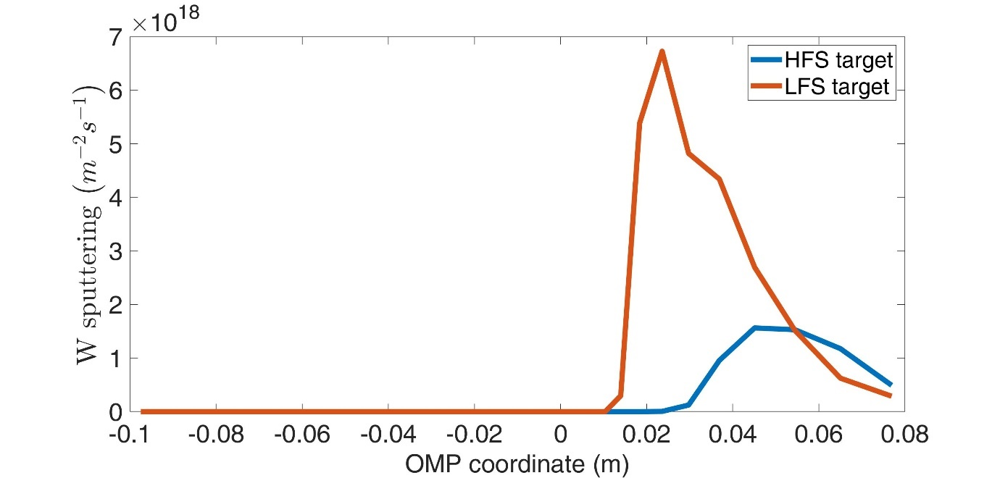 ×10^18
7
6
5
4
3
2
1
0
W sputtering (m^−2 s^−1)
HFS target
LFS target
-0.1 -0.08 -0.06 -0.04 -0.02 0 0.02 0.04 0.06 0.08
OMP coordinate (m)